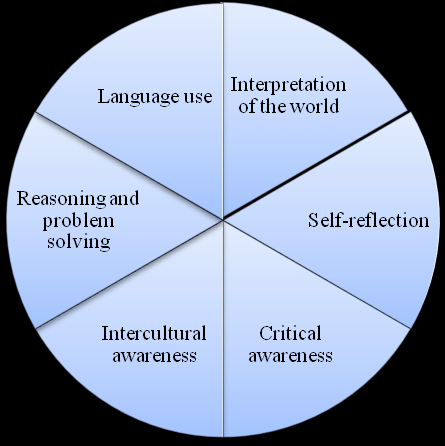 Language use
Interpretation
of the world
Reasoning and
problem
solving
Self-reflection
Intercultural
awareness
Critical
awareness